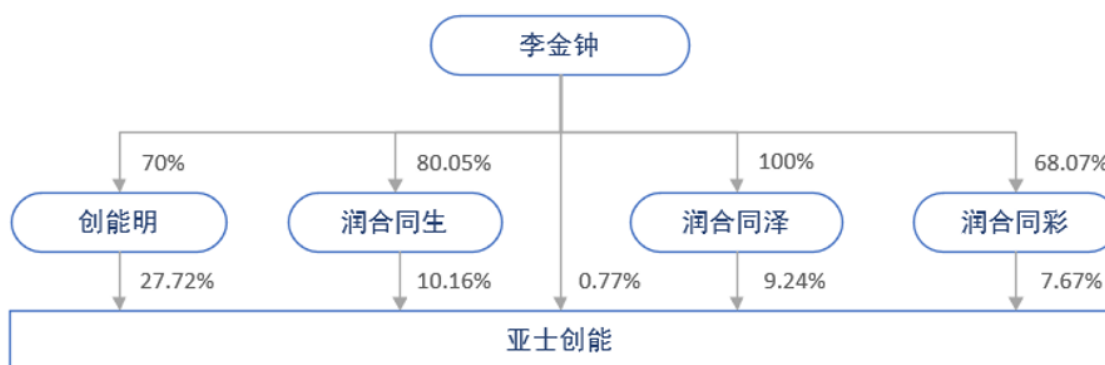 李金钟
70%
80.05%
100%
68.07%
创能明
润合同生
润合同泽
润合同彩
27.72%
10.16%
0.77%
9.24%
7.67%
亚士创能